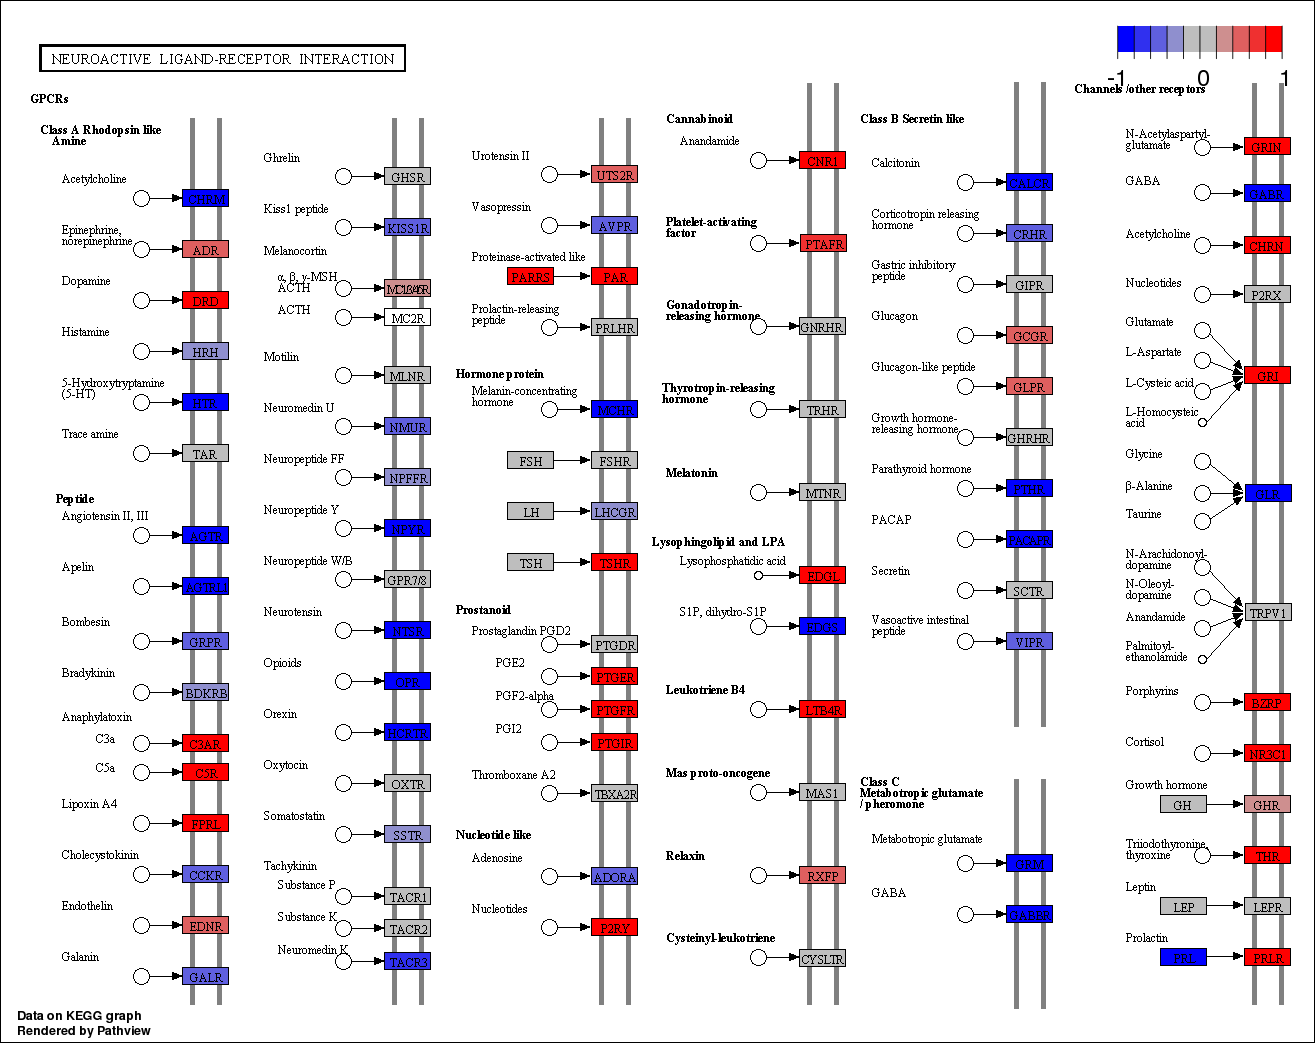 NEUROACTIVE LIGAND-RECEPTOR INTERACTION
-1 0 1
GPCRs
Class A Rhodopsin like
Amine
Acetylcholine
CHRM
Epinephrine,
norepinephrine
ADR
Dopamine
DRD
Histamine
HRH
5-Hydroxytryptamine
(5-HT)
HTR
Trace amine
TAR
Peptide
Angiotensin II, III
AGTR
Apelin
Bombesin
GRPR
Bradykinin
BDKRB
Anaphylatoxin
C3a
C3AR
C5a
C5R
Lipoxin A4
FPRL
Cholecystokinin
CCKR
Endothelin
EDNR
Galanin
GALR
Ghrelin
GHSR
Kiss1 peptide
KISS1R
Melanocortin
α, β, γ-MSH
ACTH
ACTH
MC2R
Motilin
MLNR
Neuromedin U
NMUR
Neuropeptide FF
NPFFR
Neuropeptide Y
NPYR
Neuropeptide W/B
GPR7/8
Neurotensin
NTSR
Opioids
OPR
Orexin
HCRTR
Oxytocin
OXTR
Somatostatin
SSTR
Tachykinin
Substance P
TACR1
Substance K
TACR2
Neuromedin K
TACR3
Urotensin II
UTS2R
Vasopressin
AVPR
Proteinase-activated like
PARRS
PAR
Prolactin-releasing
peptide
PRLHR
Hormone protein
Melanin-concentrating
hormone
MCHR
FSH
FSHR
LH
LHCGR
TSH
TSHR
Prostanoid
Prostaglandin PGD2
PTGDR
PGE2
PTGER
PGF2-alpha
PTGFR
PGI2
PTGIR
Thromboxane A2
TBXA2R
Nucleotide like
Adenosine
ADORA
Nucleotides
P2RY
Cannabinoid
Anandamide
CNR1
Platelet-activating
factor
PTAFR
Gonadotropin-
releasing hormone
GNRHR
Thyrotropin-releasing
hormone
TRHR
Melatonin
MTNR
Lysophingolipid and LPA
Lysophosphatidic acid
EDGL
S1P, dihydro-S1P
Leukotriene B4
LTB4R
Mas proto-oncogene
MAS1
Relaxin
RXFP
Cysteinyl-leukotriene
CYSLTR
Class B Secretin like
Calcitonin
CALCR
Corticotropin releasing
hormone
CRHR
Gastric inhibitory
peptide
GIPR
Glucagon
GCGR
Glucagon-like peptide
GLPR
Growth hormone-
releasing hormone
GHRHR
Parathyroid hormone
PTHR
PACAP
PACAPR
Secretin
SCTR
Vasoactive intestinal
peptide
VIPR
Class C
Metabotropic glutamate
/ pheromone
Metabotropic glutamate
GRM
GABA
GABBR
Channels /other receptors
N-Acetylaspartyl-
glutamate
GRIN
GABA
GABR
Acetylcholine
CHRN
Nucleotides
P2RX
Glutamate
L-Aspartate
L-Cysteic acid
L-Homocysteic
acid
GRI
Glycine
β-Alanine
Taurine
GLR
N-Arachidonoyl-
dopamine
N-Oleoyl-
dopamine
Anandamide
Palmitoyl-
ethanolamide
TRPV1
Porphyrins
BZRP
Cortisol
NR3C1
Growth hormone
GH
GHR
Triiodothyronine,
thyroxine
THR
Leptin
LEP
LEPR
Prolactin
PRL
PRLR
Data on KEGG graph
Rendered by Pathview